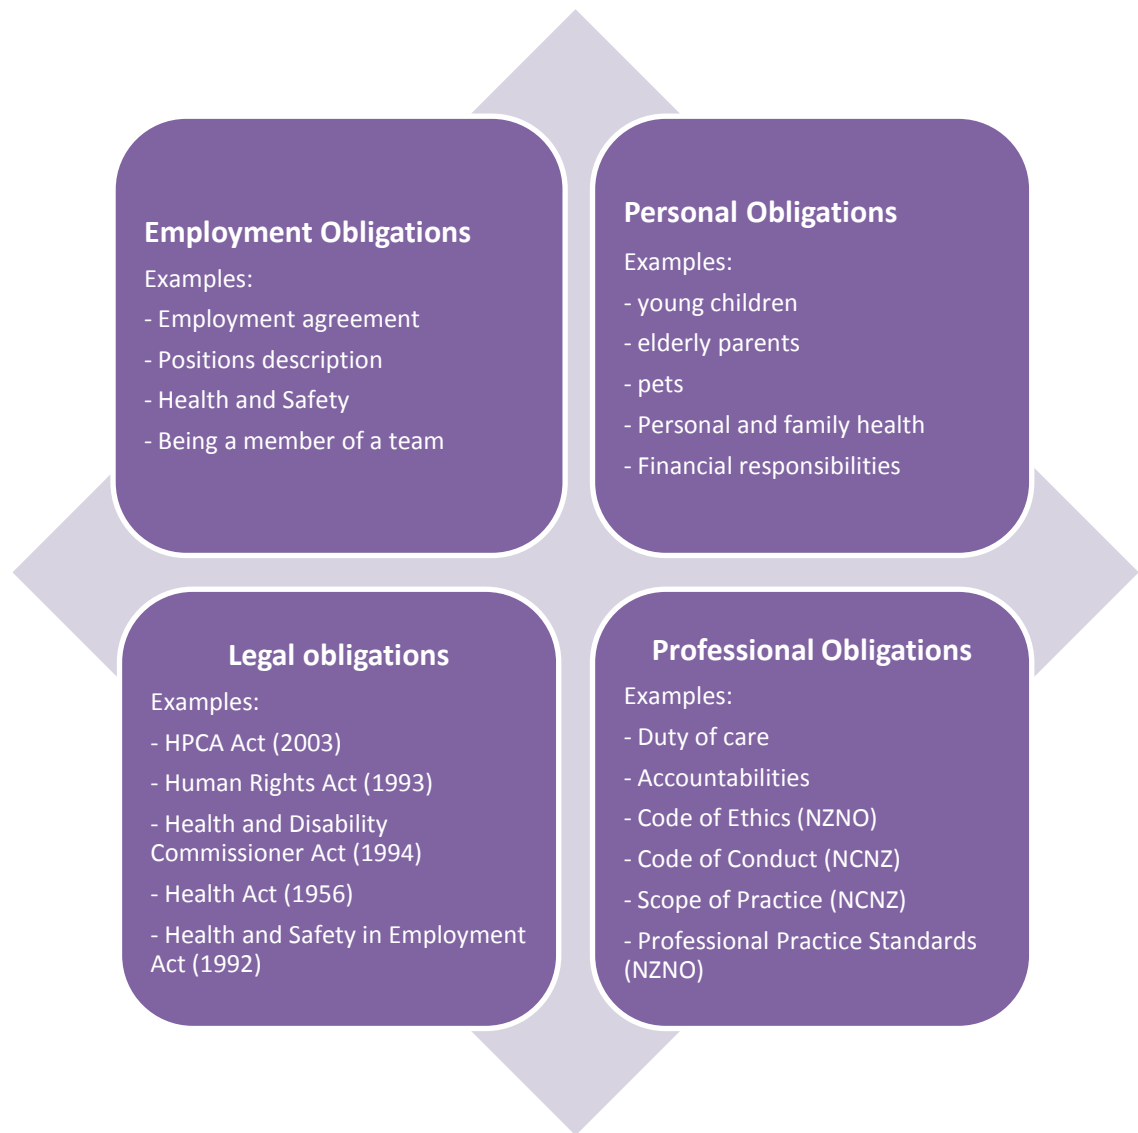 Employment Obligations
Examples:
- Employment agreement
- Positions description
- Health and Safety
- Being a member of a team
Personal Obligations
Examples:
- young children
- elderly parents
- pets
- Personal and family health
- Financial responsibilities
Legal obligations
Examples:
- HPCA Act (2003)
- Human Rights Act (1993)
- Health and Disability
Commissioner Act (1994)
- Health Act (1956)
- Health and Safety in Employment
Act (1992)
Professional Obligations
Examples:
- Duty of care
- Accountabilities
- Code of Ethics (NZNO)
- Code of Conduct (NCNZ)
- Scope of Practice (NCNZ)
- Professional Practice Standards
(NZNO)